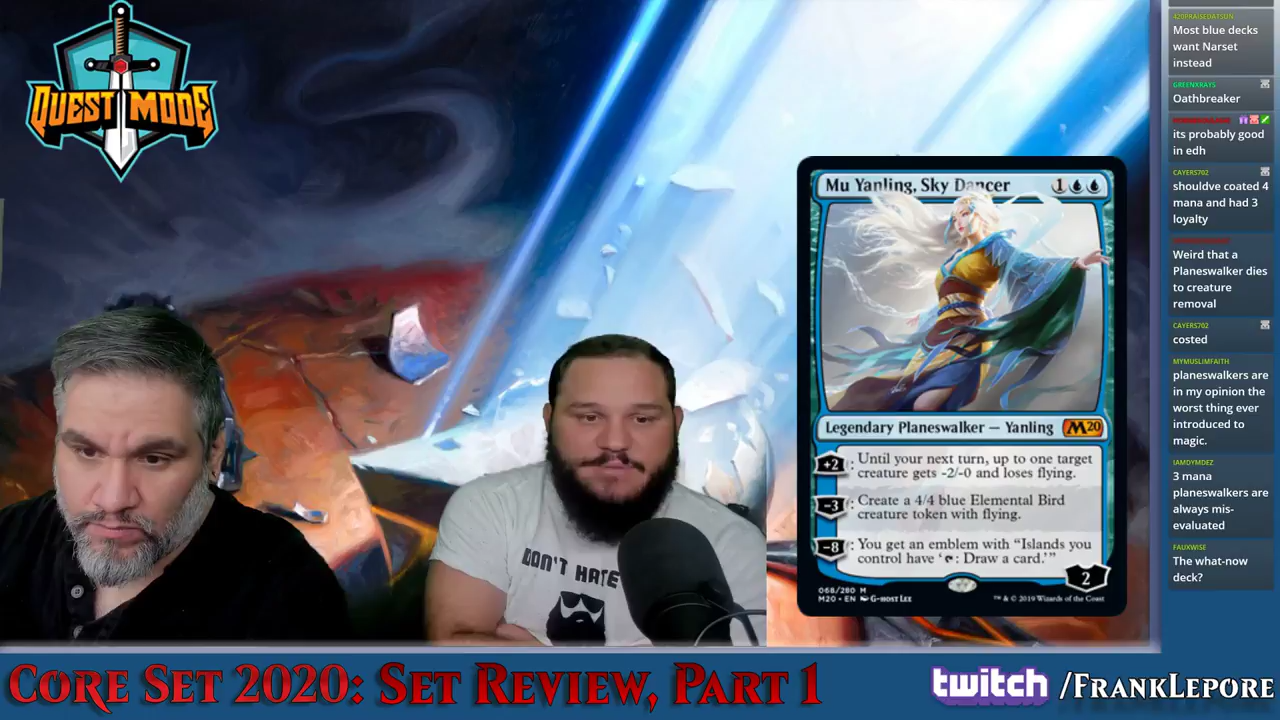 QUEST MODE
Mu Yanling, Sky Dancer
1
Legendary Planeswalker — Yanling
M20
+2: Until your next turn, up to one target
creature gets -2/-0 and loses flying.
-3: Create a 4/4 blue Elemental Bird
creature token with flying.
-8: You get an emblem with “Islands you
control have ‘: Draw a card.’”
2
068/280 M
M20 • EN G-HOST LEE
™ & © 2019 Wizards of the Coast
DON'T HATE
420PRAISEDATSUN
Most blue decks
want Narset
instead
GREENXRAYS
Oathbreaker
its probably good
in edh
CAYERS702
shouldve coated 4
mana and had 3
loyalty
Weird that a
Planeswalker dies
to creature
removal
CAYERS702
costed
MYMUSLIMFAITH
planeswalkers are
in my opinion the
worst thing ever
introduced to
magic.
IAMDYMDEZ
3 mana
planeswalkers are
always mis-
evaluated
FAUXWISE
The what-now
deck?
CORE SET 2020: SET REVIEW, PART 1
twitch /FRANKLEPORE